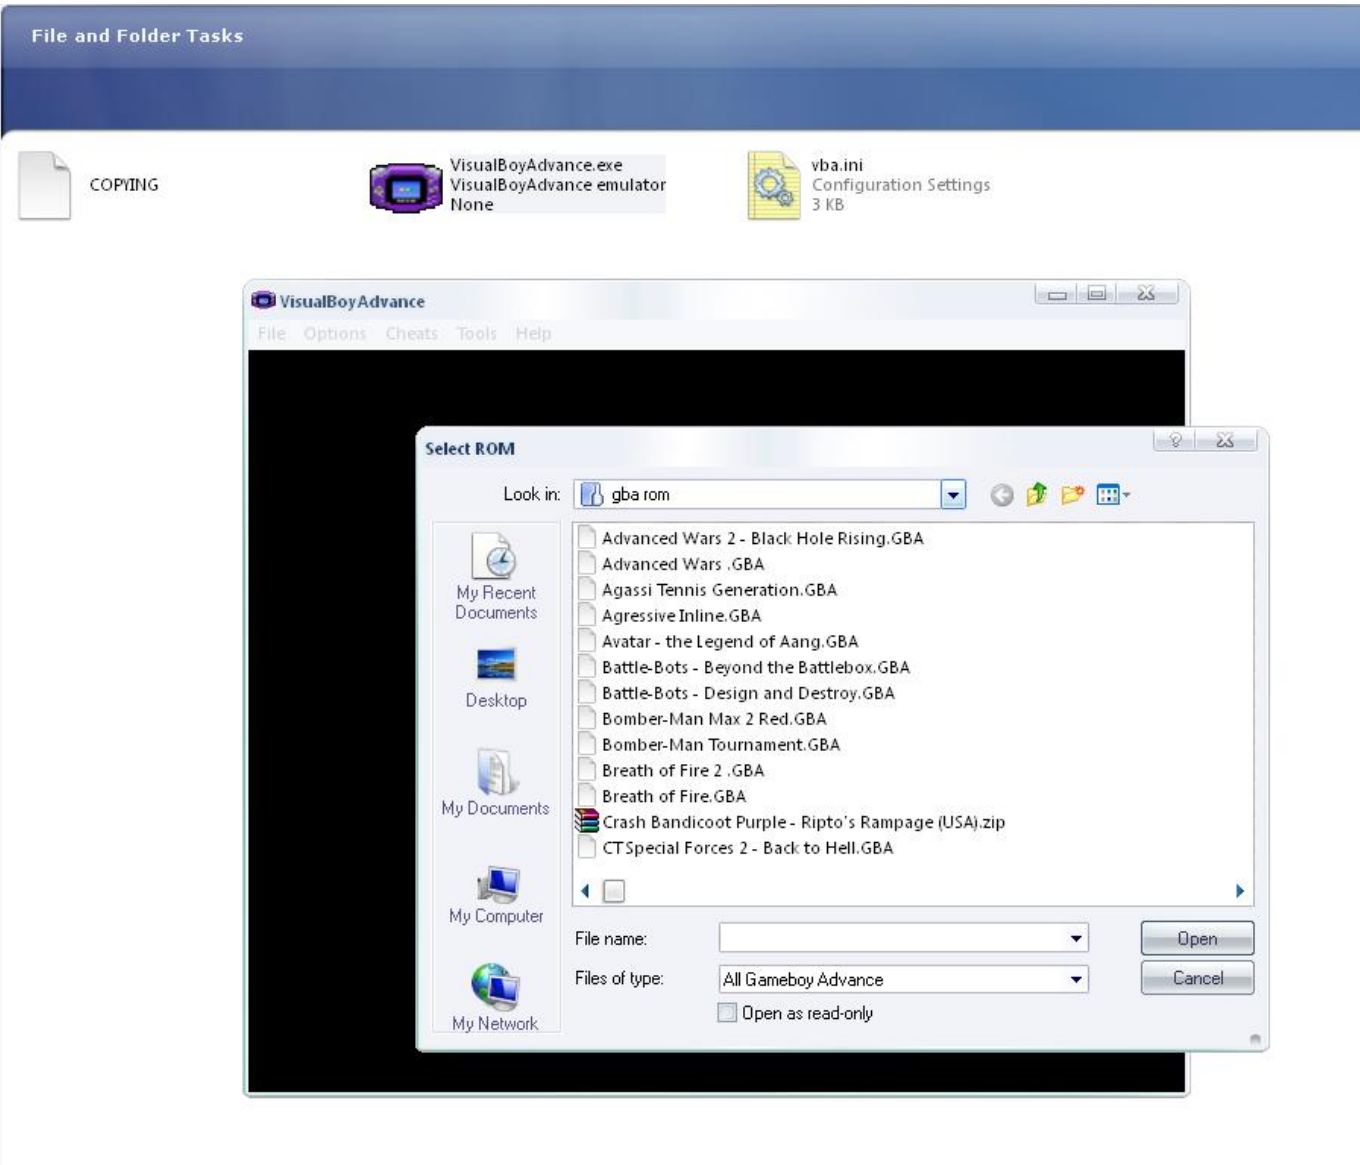 File and Folder Tasks
COPYING
VisualBoyAdvance.exe
VisualBoyAdvance emulator
None
vba.ini
Configuration Settings
3 KB
VisualBoyAdvance
File Options Cheats Tools Help
Select ROM
Look in: gba rom
My Recent
Documents
Desktop
My Documents
My Computer
My Network
Advanced Wars 2 - Black Hole Rising.GBA
Advanced Wars .GBA
Agassi Tennis Generation.GBA
Agressive Inline.GBA
Avatar - the Legend of Aang.GBA
Battle-Bots - Beyond the Battlebox.GBA
Battle-Bots - Design and Destroy.GBA
Bomber-Man Max 2 Red.GBA
Bomber-Man Tournament.GBA
Breath of Fire 2 .GBA
Breath of Fire.GBA
Crash Bandicoot Purple - Ripto's Rampage (USA).zip
CT Special Forces 2 - Back to Hell.GBA
File name:
Open
Files of type: All Gameboy Advance
Cancel
Open as read-only